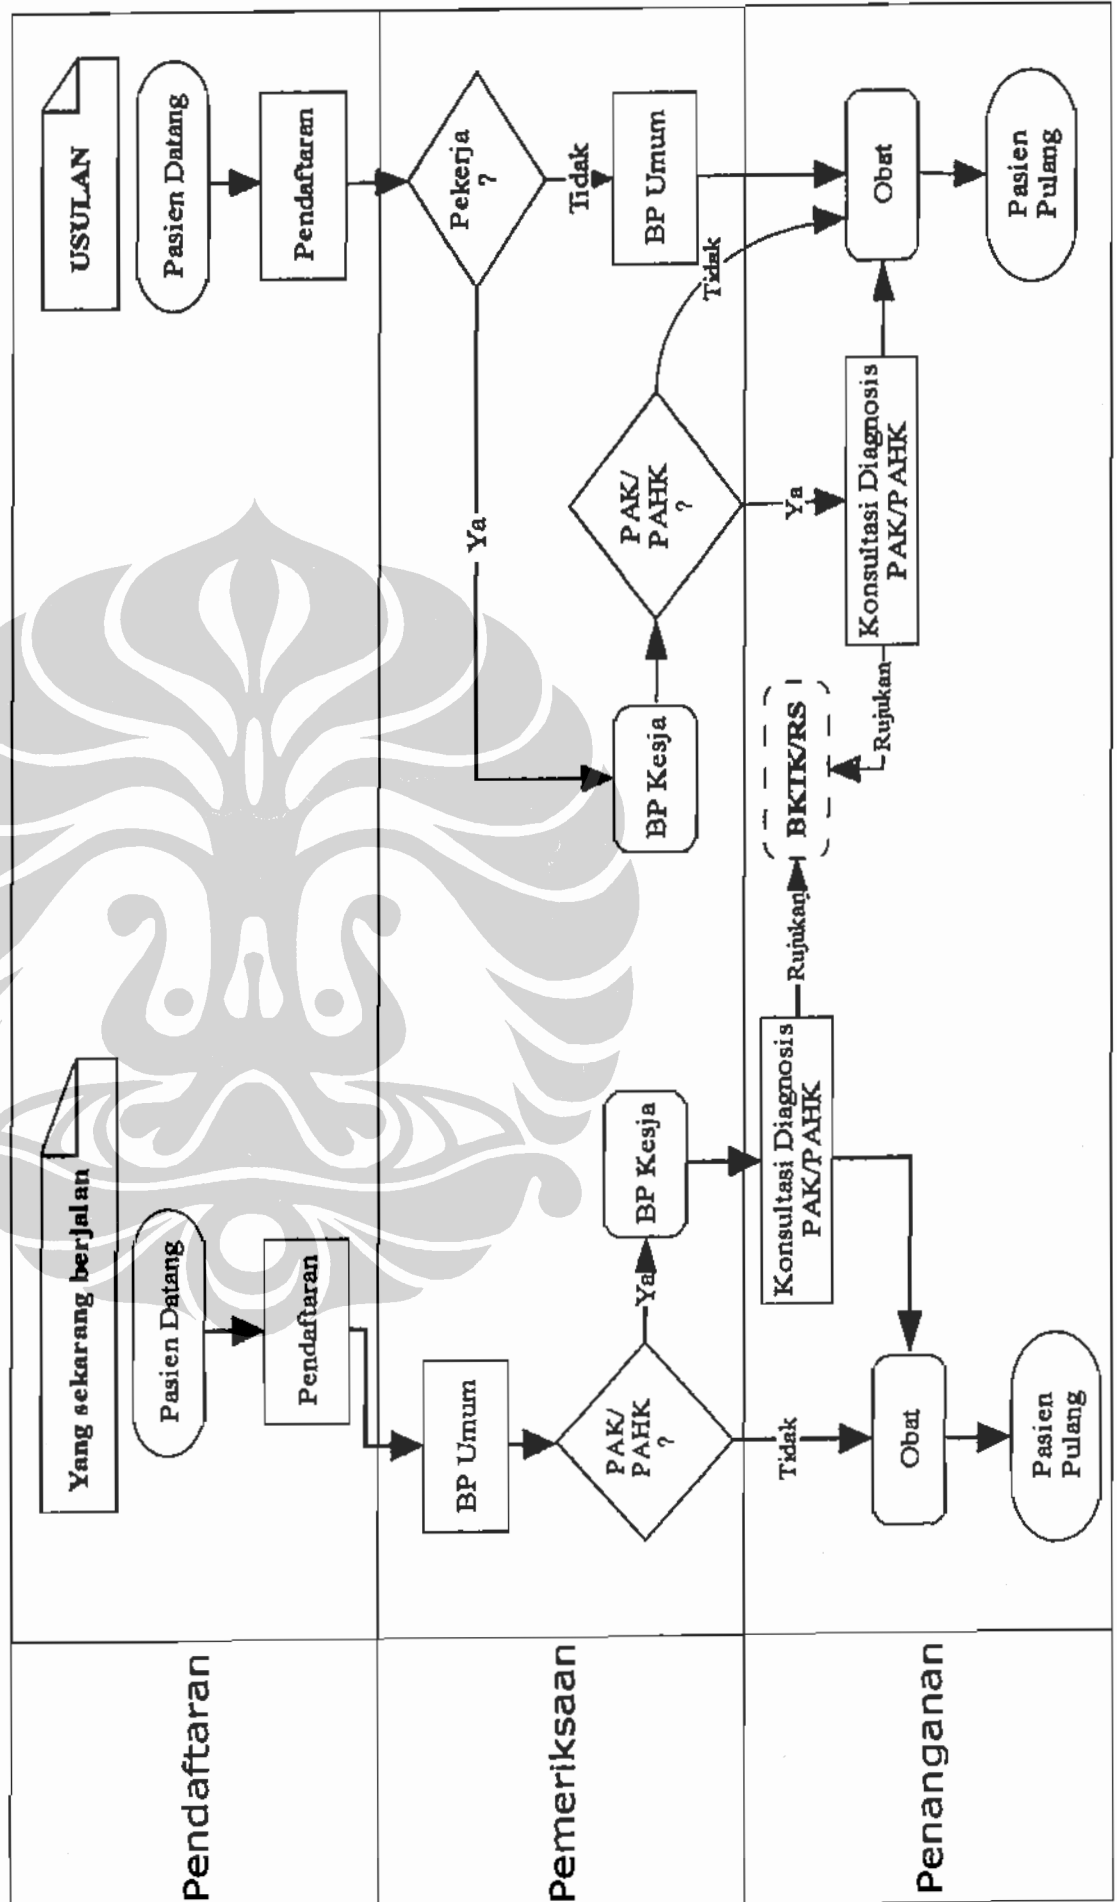 Pendaftaran
Yang sekarang berjalan
Pasien Datang
Pendaftaran
USULAN
Pasien Datang
Pendaftaran
Pemeriksaan
BP Umum
PAK/
PAHK
?
Ya
BP Kesja
Pekerja
?
Ya
Tidak
BP Umum
BP Kesja
PAK/
PAHK
?
Tidak
Penanganan
Tidak
Konsultasi Diagnosis
PAK/PAHK
Rujukan
BKTK/RS
Obat
Pasien
Pulang
Ya
Konsultasi Diagnosis
PAK/PAHK
Rujukan
Obat
Pasien
Pulang